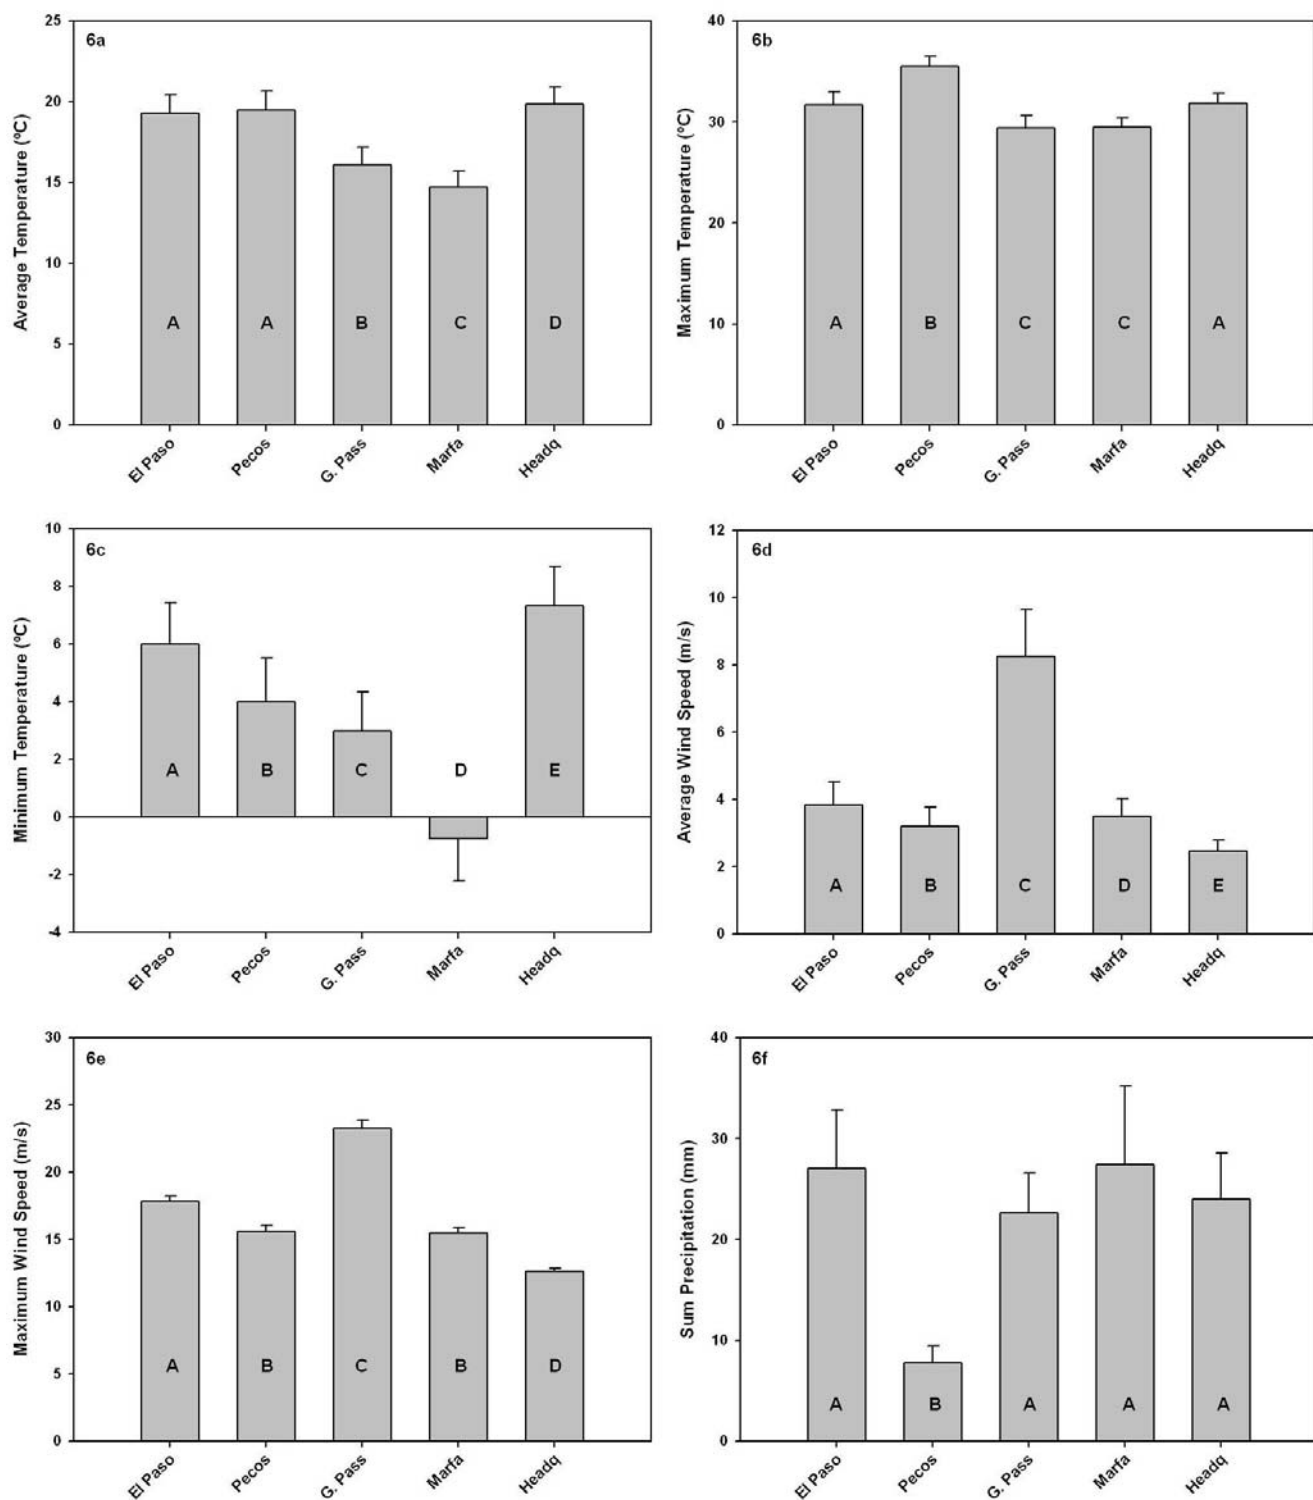 6a
Average Temperature (ºC)
25
20
15
10
5
0
A A B C D
El Paso Pecos G. Pass Marfa Headq
6b
Maximum Temperature (ºC)
40
30
20
10
0
A B C C A
El Paso Pecos G. Pass Marfa Headq
6c
Minimum Temperature (ºC)
10
8
6
4
2
0
-2
-4
A B C D E
El Paso Pecos G. Pass Marfa Headq
6d
Average Wind Speed (m/s)
12
10
8
6
4
2
0
A B C D E
El Paso Pecos G. Pass Marfa Headq
6e
Maximum Wind Speed (m/s)
30
25
20
15
10
5
0
A B C B D
El Paso Pecos G. Pass Marfa Headq
6f
Sum Precipitation (mm)
40
30
20
10
0
A B A A A
El Paso Pecos G. Pass Marfa Headq